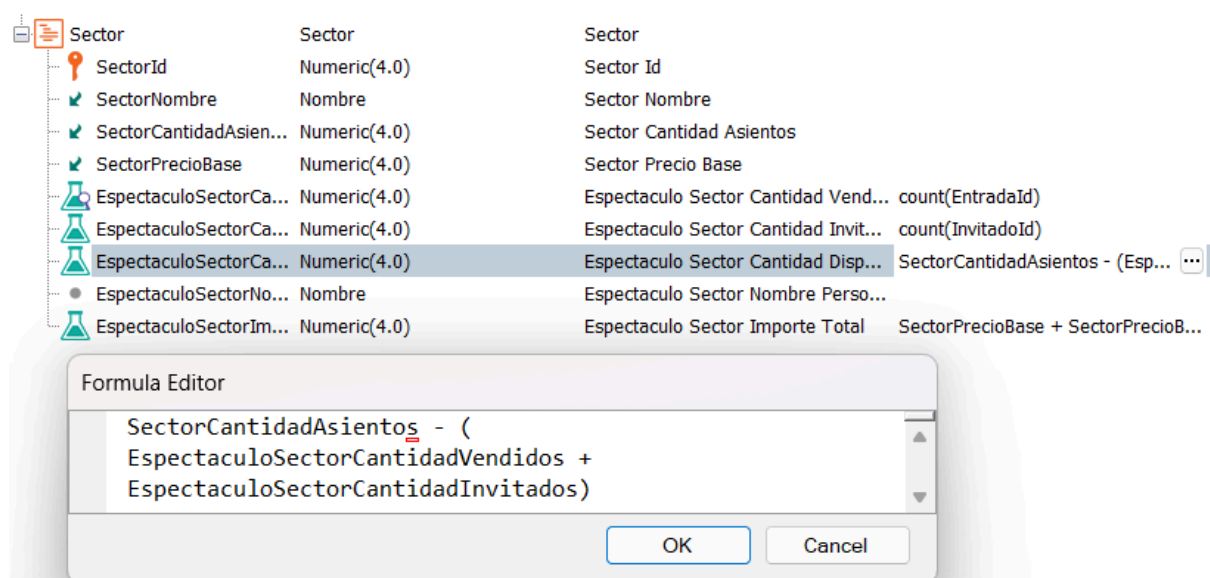 Sector Sector Sector
SectorId Numeric(4.0) Sector Id
SectorNombre Nombre Sector Nombre
SectorCantidadAsien... Numeric(4.0) Sector Cantidad Asientos
SectorPrecioBase Numeric(4.0) Sector Precio Base
EspectaculoSectorCa... Numeric(4.0) Espectaculo Sector Cantidad Vend... count(EntradaId)
EspectaculoSectorCa... Numeric(4.0) Espectaculo Sector Cantidad Invit... count(InvitadoId)
EspectaculoSectorCa... Numeric(4.0) Espectaculo Sector Cantidad Disp... SectorCantidadAsientos - (Esp... ...
EspectaculoSectorNo... Nombre Espectaculo Sector Nombre Perso...
EspectaculoSectorIm... Numeric(4.0) Espectaculo Sector Importe Total SectorPrecioBase + SectorPrecioB...
Formula Editor
SectorCantidadAsientos - (
EspectaculoSectorCantidadVendidos +
EspectaculoSectorCantidadInvitados)
OK Cancel